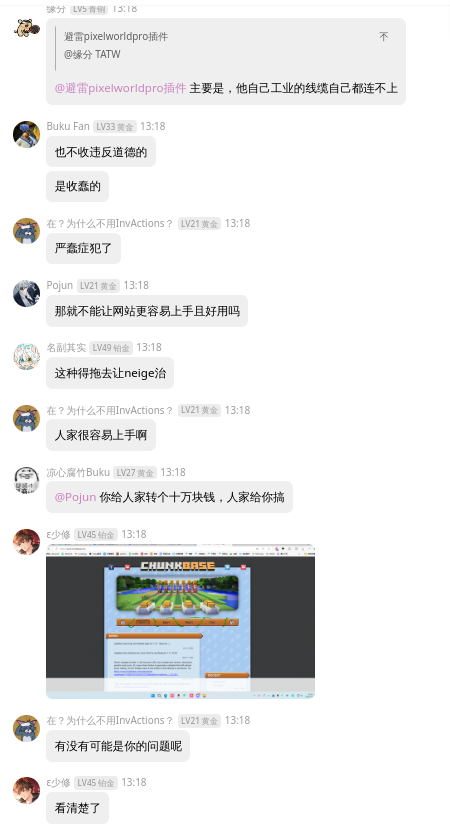 缘分 LV5 青铜 13:18
避雷pixelworldpro插件
@缘分 TATW
@避雷pixelworldpro插件 主要是，他自己工业的线缆自己都连不上
Buku Fan LV33 黄金 13:18
也不收违反道德的
是收蠢的
在？为什么不用InvActions？ LV21 黄金 13:18
严蠢症犯了
Pojun LV21 黄金 13:18
那就不能让网站更容易上手且好用吗
名副其实 LV49 铂金 13:18
这种得拖去让neige治
在？为什么不用InvActions？ LV21 黄金 13:18
人家很容易上手啊
凉心腐竹Buku LV27 黄金 13:18
@Pojun 你给人家转个十万块钱，人家给你搞
ε少修 LV45 铂金 13:18
CHUNKBASE
在？为什么不用InvActions？ LV21 黄金 13:18
有没有可能是你的问题呢
ε少修 LV45 铂金 13:18
看清楚了